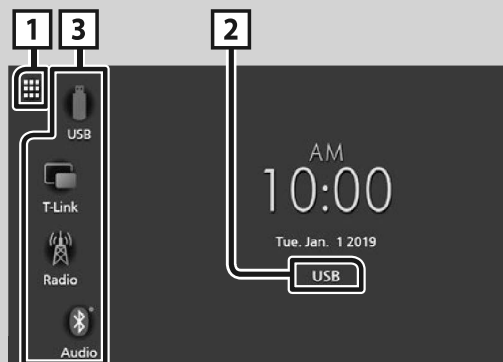 1
3
2
USB
T-Link
Radio
Audio
AM
10:00
Tue. Jan. 1 2019
USB